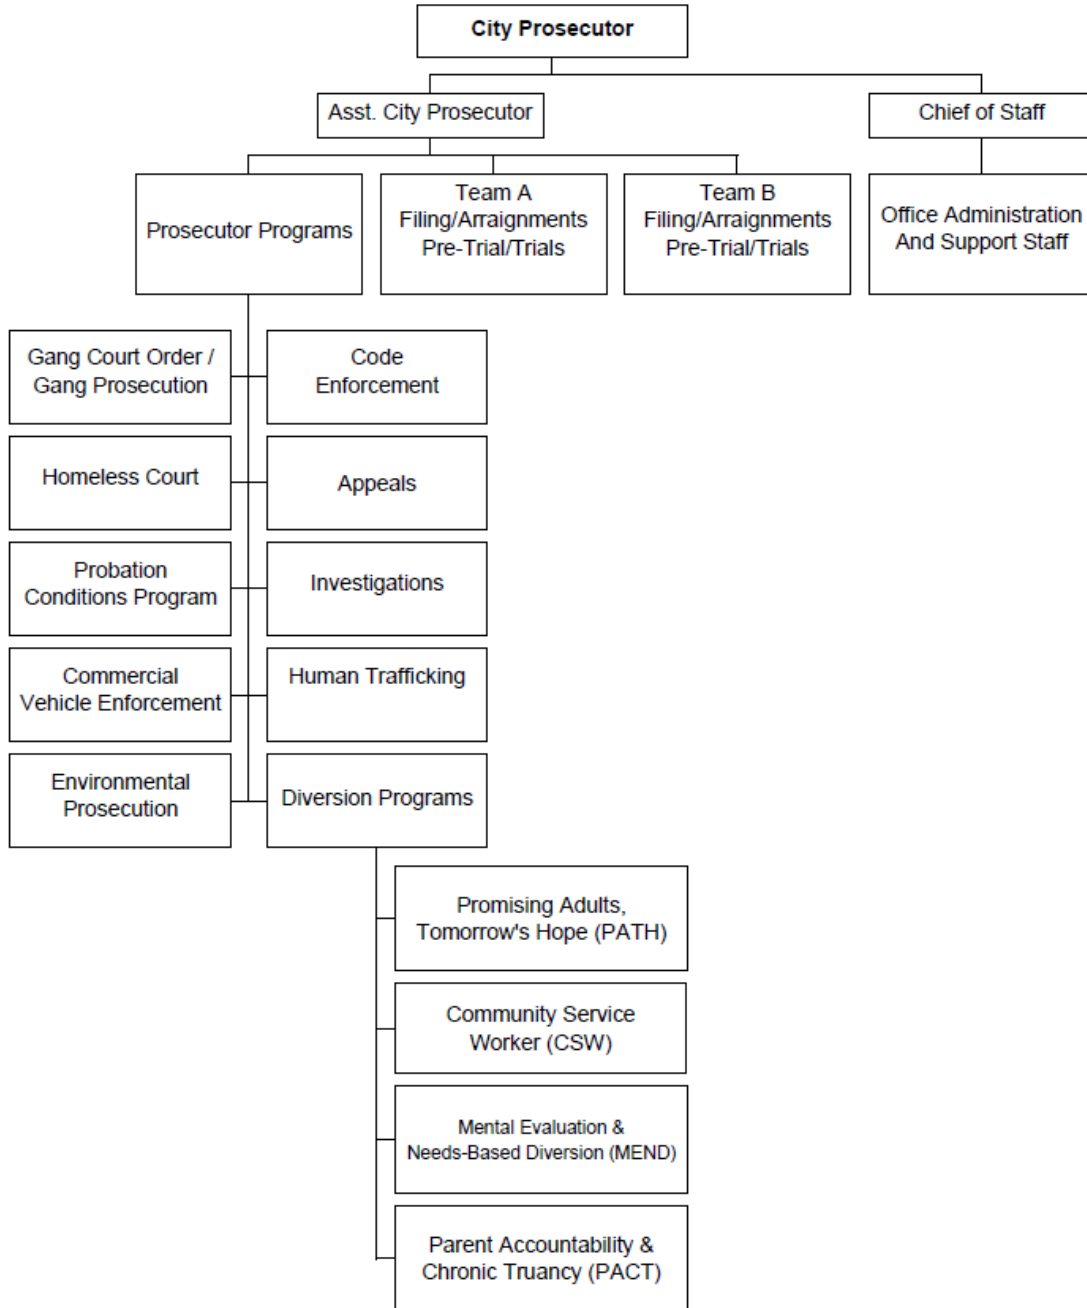 City Prosecutor
Asst. City Prosecutor
Chief of Staff
Prosecutor Programs
Team A
Filing/Arraignments
Pre-Trial/Trials
Team B
Filing/Arraignments
Pre-Trial/Trials
Office Administration
And Support Staff
Gang Court Order /
Gang Prosecution
Code
Enforcement
Homeless Court
Appeals
Probation
Conditions Program
Investigations
Commercial
Vehicle Enforcement
Human Trafficking
Environmental
Prosecution
Diversion Programs
Promising Adults,
Tomorrow's Hope (PATH)
Community Service
Worker (CSW)
Mental Evaluation &
Needs-Based Diversion (MEND)
Parent Accountability &
Chronic Truancy (PACT)